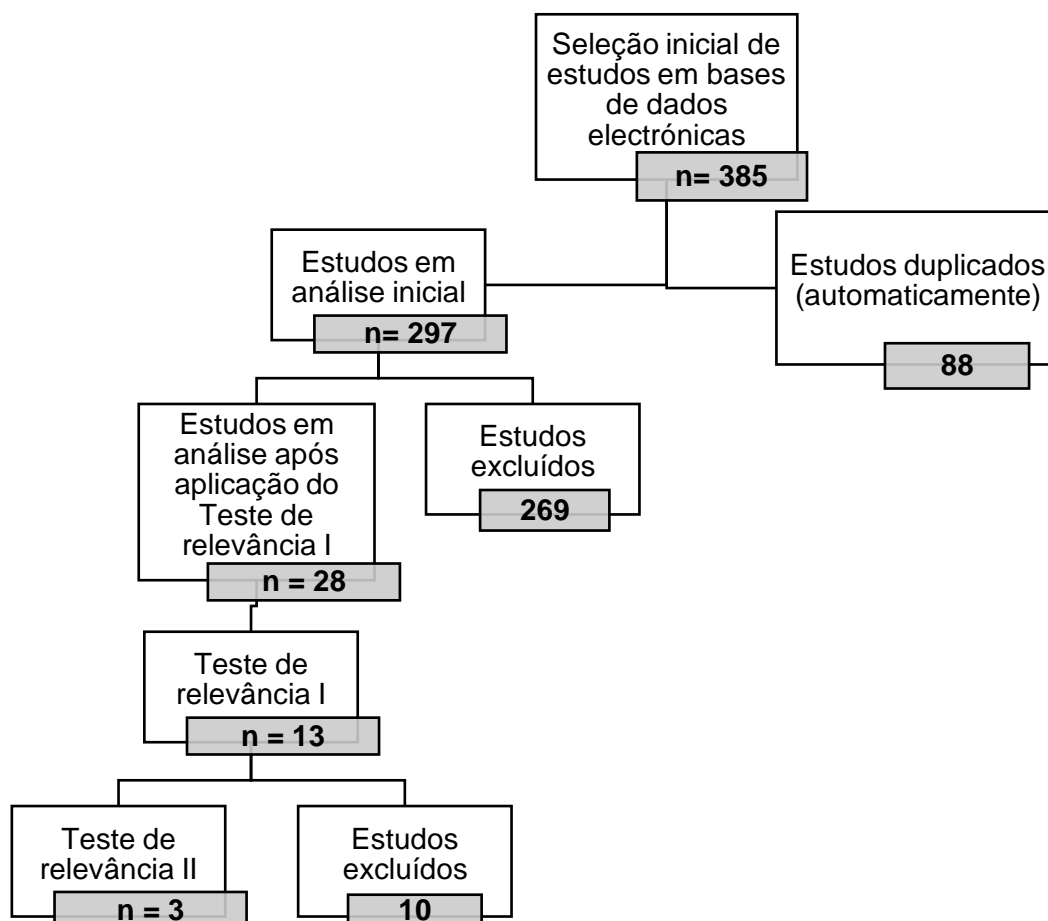 Seleção inicial de
estudos em bases
de dados
electrónicas
n= 385
Estudos duplicados
(automaticamente)
88
Estudos em
análise inicial
n= 297
Estudos em
análise após
aplicação do
Teste de
relevância I
n = 28
Estudos
excluídos
269
Teste de
relevância I
n = 13
Teste de
relevância II
n = 3
Estudos
excluídos
10